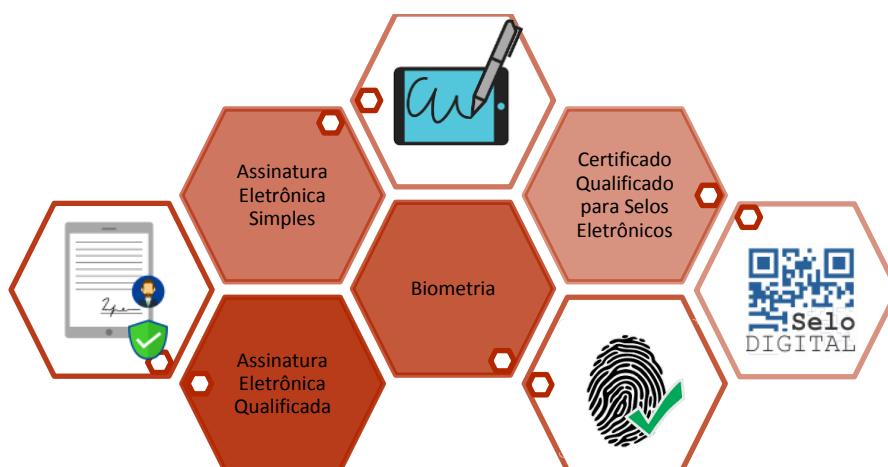 Assinatura
Eletrônica
Simples
Certificado
Qualificado
para Selos
Eletrônicos
Biometria
Selo
DIGITAL
Assinatura
Eletrônica
Qualificada